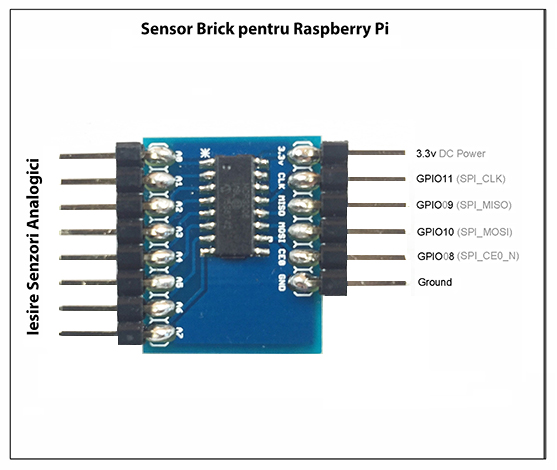 Sensor Brick pentru Raspberry Pi
Iesire Senzori Analogici
A0
A1
A2
A3
A4
A5
A6
A7
3.3v
CLK
MISO
MOSI
CE0
GND
3.3v DC Power
GPIO11 (SPI_CLK)
GPIO09 (SPI_MISO)
GPIO10 (SPI_MOSI)
GPIO08 (SPI_CE0_N)
Ground